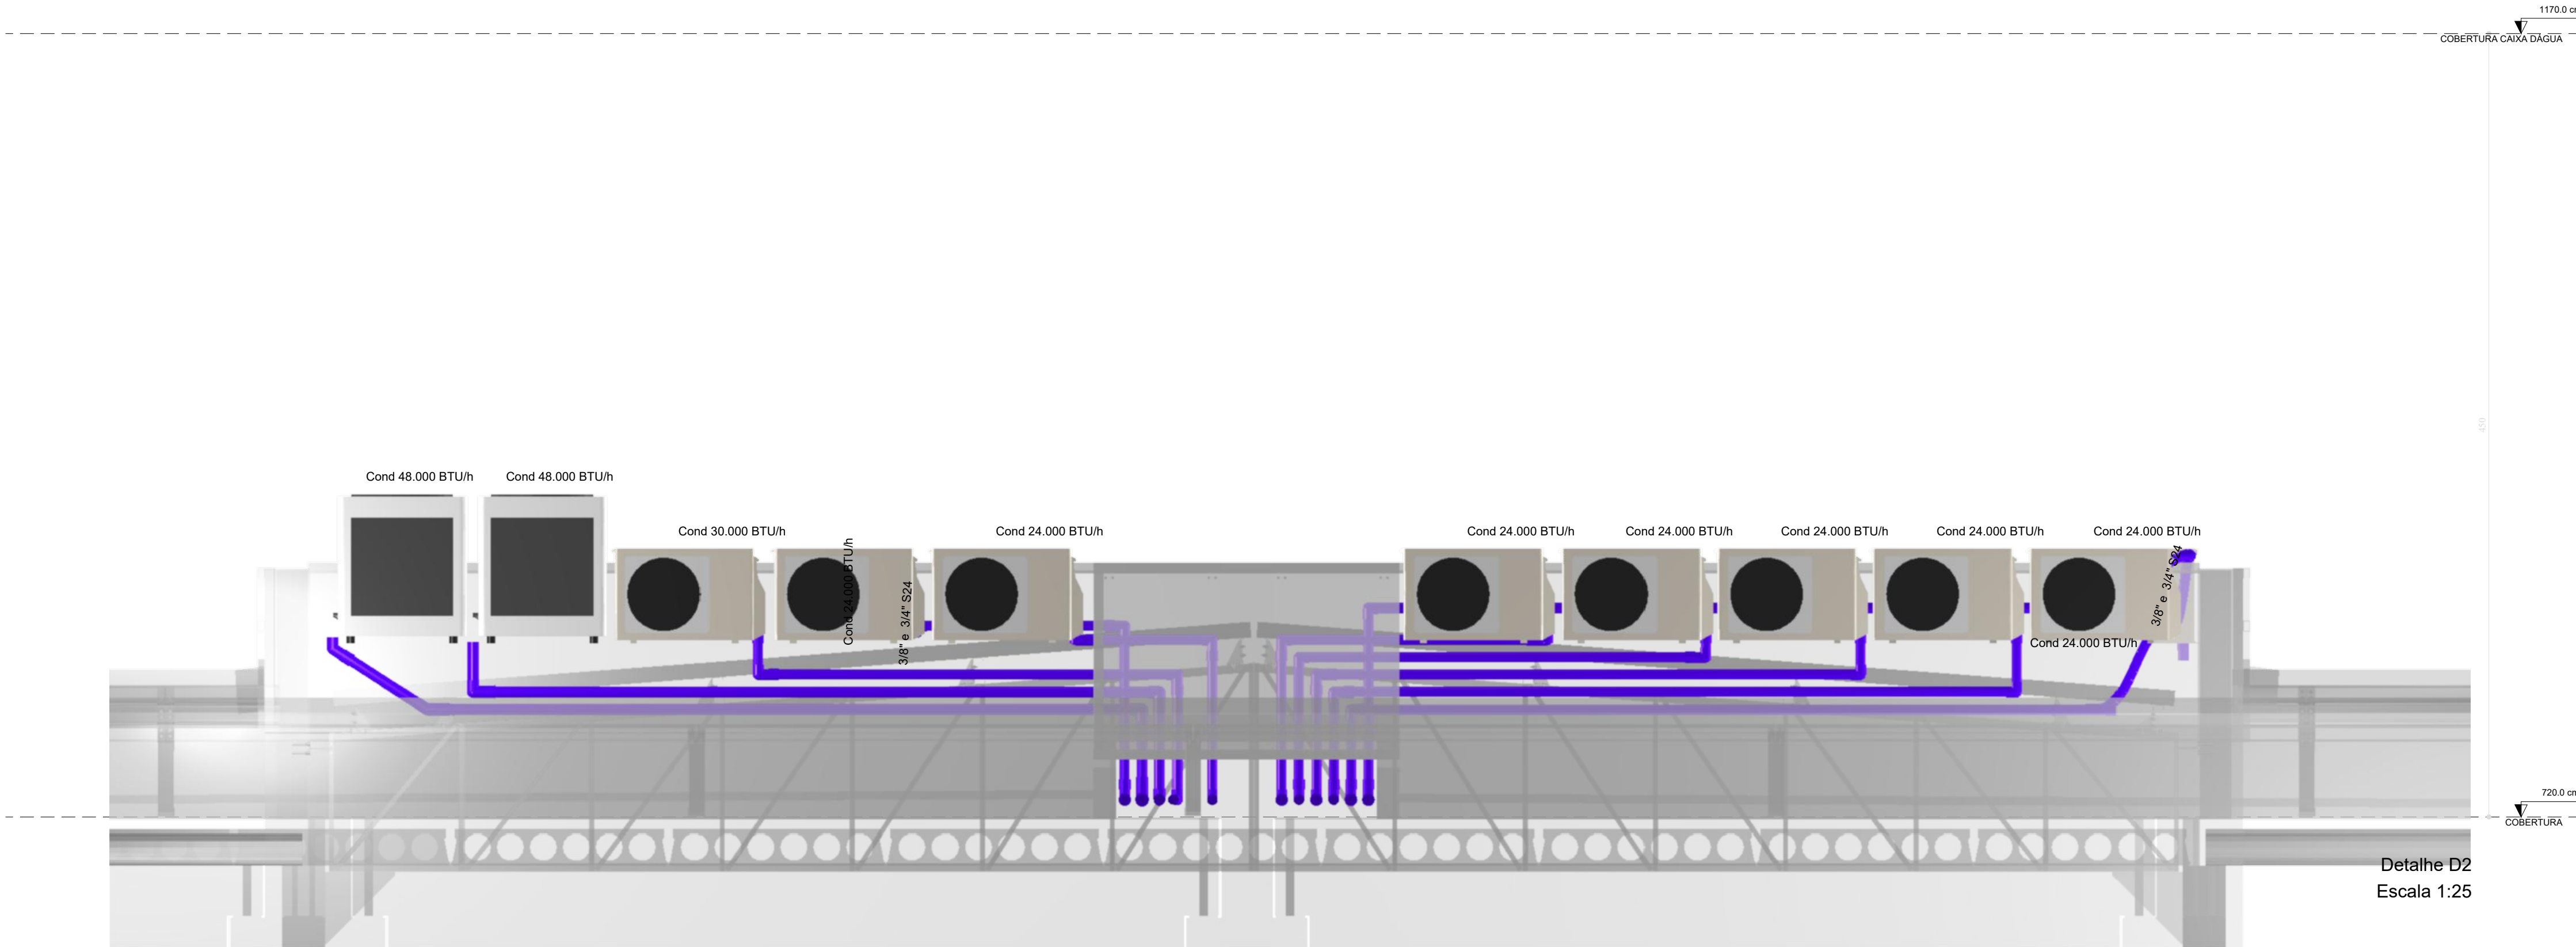 1170.0 cm
COBERTURA CAIXA DÁGUA
450
Cond 48.000 BTU/h
Cond 48.000 BTU/h
Cond 30.000 BTU/h
Cond 24.000 BTU/h
3/8" e 3/4" S24
Cond 24.000 BTU/h
Cond 24.000 BTU/h
Cond 24.000 BTU/h
Cond 24.000 BTU/h
Cond 24.000 BTU/h
Cond 24.000 BTU/h
3/8" e 3/4" S24
Cond 24.000 BTU/h
720.0 cm
COBERTURA
Detalhe D2
Escala 1:25